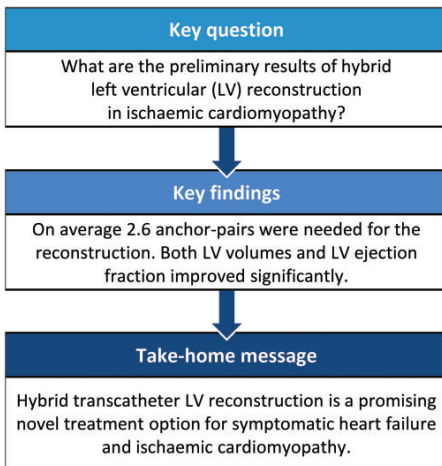 Key question
What are the preliminary results of hybrid
left ventricular (LV) reconstruction
in ischaemic cardiomyopathy?
Key findings
On average 2.6 anchor-pairs were needed for the
reconstruction. Both LV volumes and LV ejection
fraction improved significantly.
Take-home message
Hybrid transcatheter LV reconstruction is a promising
novel treatment option for symptomatic heart failure
and ischaemic cardiomyopathy.